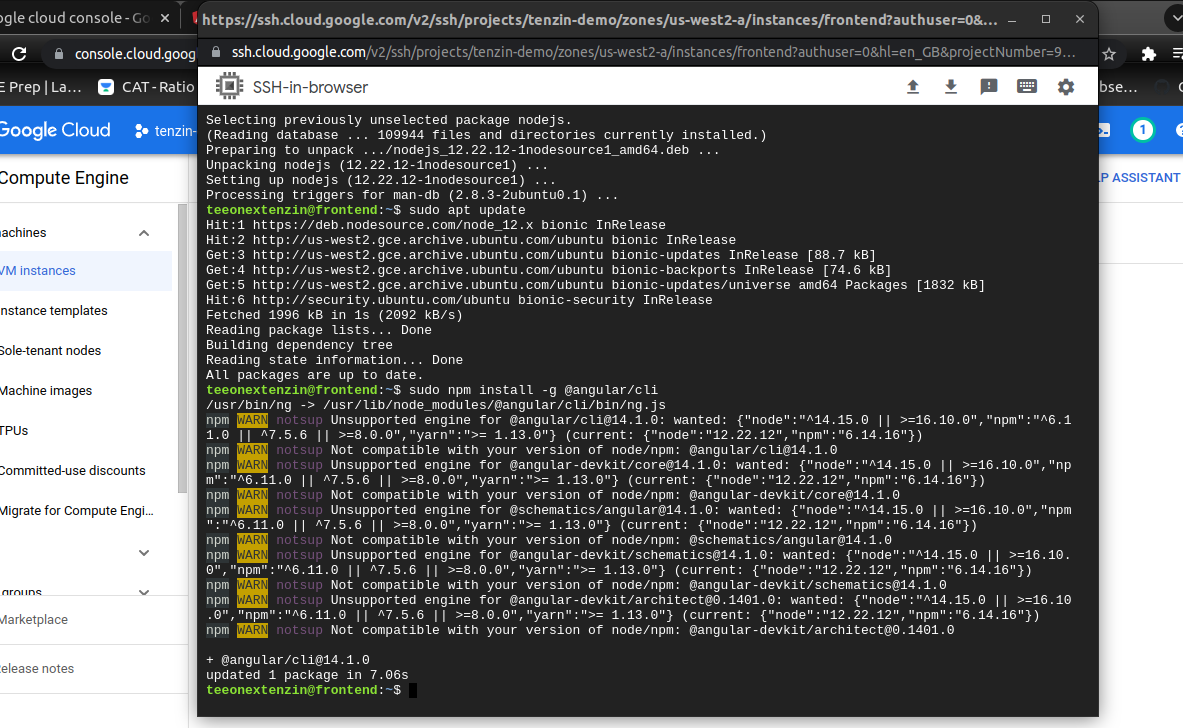 ogle cloud console - Go
https://ssh.cloud.google.com/v2/ssh/projects/tenzin-demo/zones/us-west2-a/instances/frontend?authuser=0&...
console.cloud.goog
ssh.cloud.google.com/v2/ssh/projects/tenzin-demo/zones/us-west2-a/instances/frontend?authuser=0&hl=en_GB&projectNumber=9...
E Prep | La...
CAT - Ratio
bse...
SSH-in-browser
Google Cloud
tenzin-
1
Compute Engine
LP ASSISTANT
achines
VM instances
nstance templates
Sole-tenant nodes
Machine images
TPUs
Committed-use discounts
Migrate for Compute Engi...
groups
Marketplace
elease notes
Selecting previously unselected package nodejs.
(Reading database ... 109944 files and directories currently installed.)
Preparing to unpack .../nodejs_12.22.12-1nodesource1_amd64.deb ...
Unpacking nodejs (12.22.12-1nodesource1) ...
Setting up nodejs (12.22.12-1nodesource1) ...
Processing triggers for man-db (2.8.3-2ubuntu0.1) ...
teeonextenzin@frontend:~$ sudo apt update
Hit:1 https://deb.nodesource.com/node_12.x bionic InRelease
Hit:2 http://us-west2.gce.archive.ubuntu.com/ubuntu bionic InRelease
Get:3 http://us-west2.gce.archive.ubuntu.com/ubuntu bionic-updates InRelease [88.7 kB]
Get:4 http://us-west2.gce.archive.ubuntu.com/ubuntu bionic-backports InRelease [74.6 kB]
Get:5 http://us-west2.gce.archive.ubuntu.com/ubuntu bionic-updates/universe amd64 Packages [1832 kB]
Hit:6 http://security.ubuntu.com/ubuntu bionic-security InRelease
Fetched 1996 kB in 1s (2092 kB/s)
Reading package lists... Done
Building dependency tree
Reading state information... Done
All packages are up to date.
teeonextenzin@frontend:~$ sudo npm install -g @angular/cli
/usr/bin/ng -> /usr/lib/node_modules/@angular/cli/bin/ng.js
npm WARN notsup Unsupported engine for @angular/cli@14.1.0: wanted: {"node":"^14.15.0 || >=16.10.0","npm":"^6.1
1.0 || ^7.5.6 || >=8.0.0","yarn":">= 1.13.0"} (current: {"node":"12.22.12","npm":"6.14.16"})
npm WARN notsup Not compatible with your version of node/npm: @angular/cli@14.1.0
npm WARN notsup Unsupported engine for @angular-devkit/core@14.1.0: wanted: {"node":"^14.15.0 || >=16.10.0","np
m":"^6.11.0 || ^7.5.6 || >=8.0.0","yarn":">= 1.13.0"} (current: {"node":"12.22.12","npm":"6.14.16"})
npm WARN notsup Not compatible with your version of node/npm: @angular-devkit/core@14.1.0
npm WARN notsup Unsupported engine for @schematics/angular@14.1.0: wanted: {"node":"^14.15.0 || >=16.10.0","npm
":"^6.11.0 || ^7.5.6 || >=8.0.0","yarn":">= 1.13.0"} (current: {"node":"12.22.12","npm":"6.14.16"})
npm WARN notsup Not compatible with your version of node/npm: @schematics/angular@14.1.0
npm WARN notsup Unsupported engine for @angular-devkit/schematics@14.1.0: wanted: {"node":"^14.15.0 || >=16.10.
0","npm":"^6.11.0 || ^7.5.6 || >=8.0.0","yarn":">= 1.13.0"} (current: {"node":"12.22.12","npm":"6.14.16"})
npm WARN notsup Not compatible with your version of node/npm: @angular-devkit/schematics@14.1.0
npm WARN notsup Unsupported engine for @angular-devkit/architect@0.1401.0: wanted: {"node":"^14.15.0 || >=16.10
.0","npm":"^6.11.0 || ^7.5.6 || >=8.0.0","yarn":">= 1.13.0"} (current: {"node":"12.22.12","npm":"6.14.16"})
npm WARN notsup Not compatible with your version of node/npm: @angular-devkit/architect@0.1401.0
+ @angular/cli@14.1.0
updated 1 package in 7.06s
teeonextenzin@frontend:~$